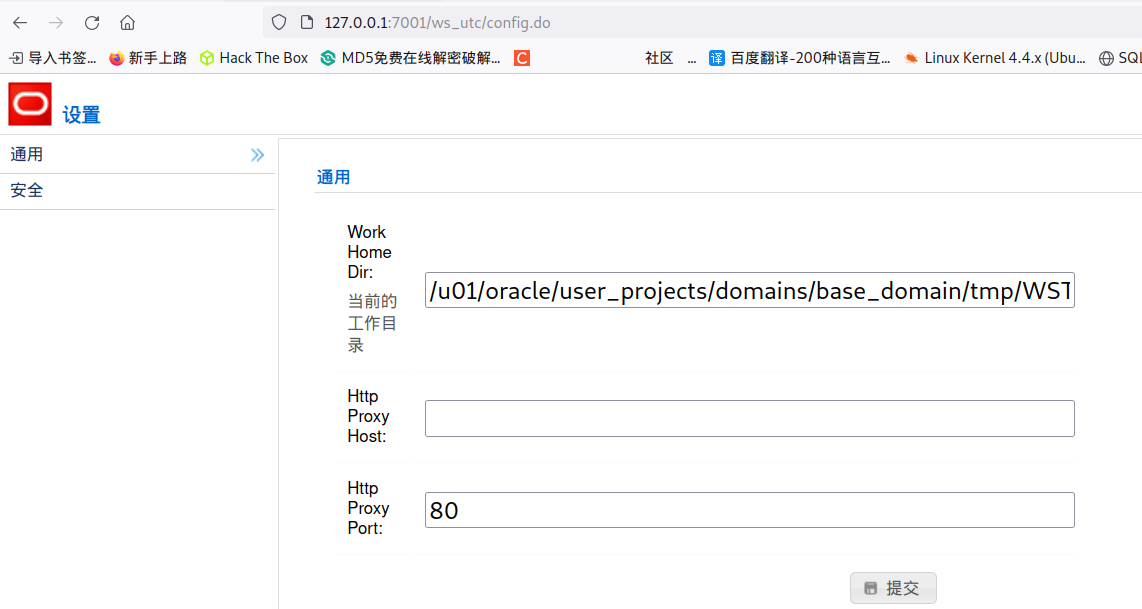 127.0.0.1:7001/ws_utc/config.do
导入书签... 新手上路 Hack The Box MD5免费在线解密破解... C 社区 ... 译 百度翻译-200种语言互... Linux Kernel 4.4.x (Ubu... SQL
设置
通用
安全
通用
Work
Home
Dir:
当前的
工作目
录
/u01/oracle/user_projects/domains/base_domain/tmp/WST
Http
Proxy
Host:
Http
Proxy
Port:
80
提交